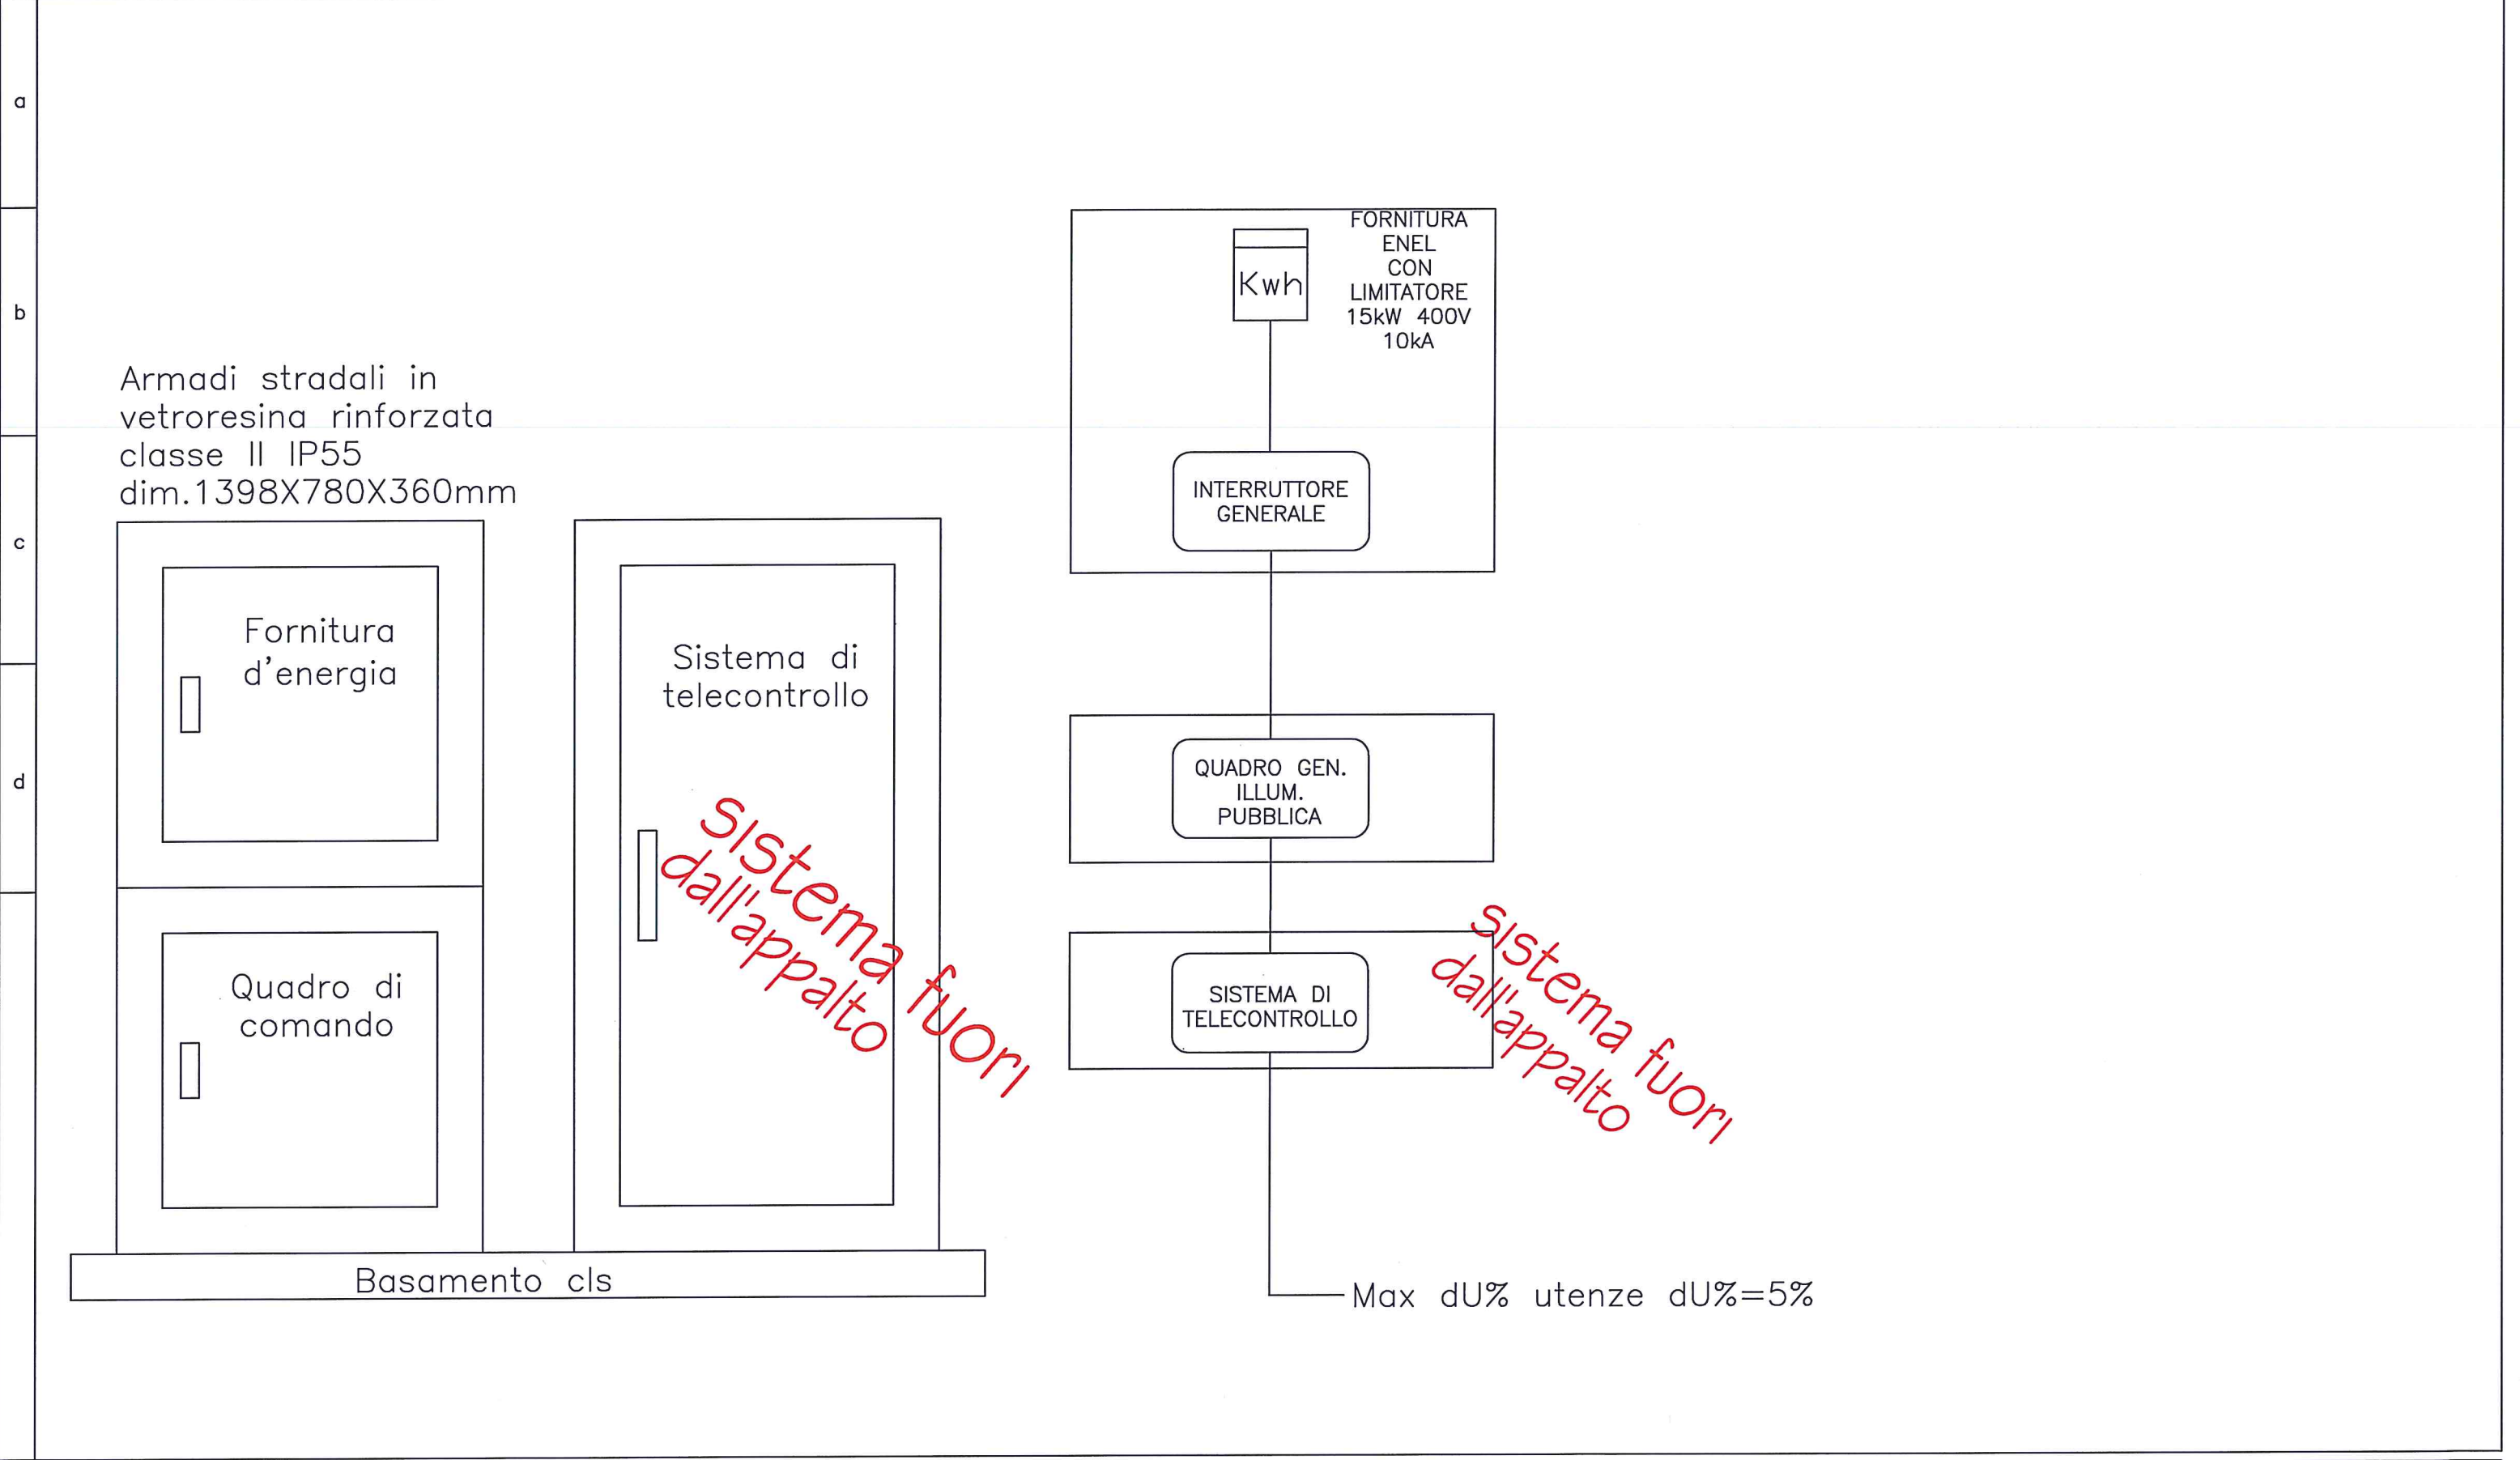 a
b
c
d
Armadi stradali in
vetroresina rinforzata
classe II IP55
dim.1398X780X360mm
Fornitura
d'energia
Quadro di
comando
Sistema di
telecontrollo
sistema fuori
dall'appalto
Basamento cls
Kwh
FORNITURA
ENEL
CON
LIMITATORE
15kW 400V
10kA
INTERRUTTORE
GENERALE
QUADRO GEN.
ILLUM.
PUBBLICA
SISTEMA DI
TELECONTROLLO
sistema fuori
dall'appalto
Max dU% utenze dU%=5%